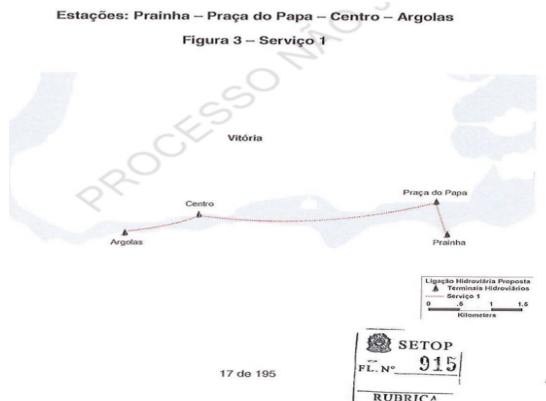 Estações: Prainha – Praça do Papa – Centro – Argolas
Figura 3 – Serviço 1
PROCESSO NÃO
Vitória
Praça do Papa
Centro
Argolas
Prainha
Ligação Hidroviária Proposta
Terminais Hidroviários
Serviço 1
0 .5 1 1.5
Kilometers
17 de 195
SETOP
FL. Nº 915
RUBRICA